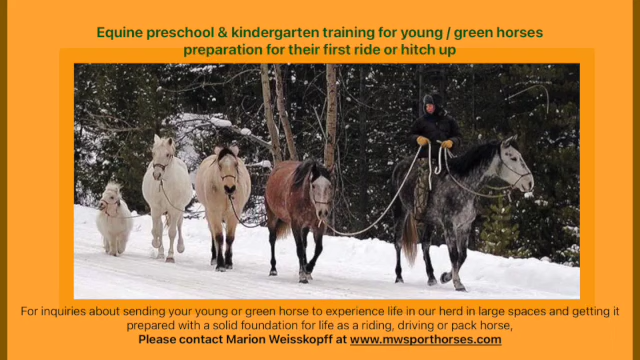 Equine preschool & kindergarten training for young / green horses
preparation for their first ride or hitch up
For inquiries about sending your young or green horse to experience life in our herd in large spaces and getting it
prepared with a solid foundation for life as a riding, driving or pack horse,
Please contact Marion Weisskopff at www.mwsporthorses.com